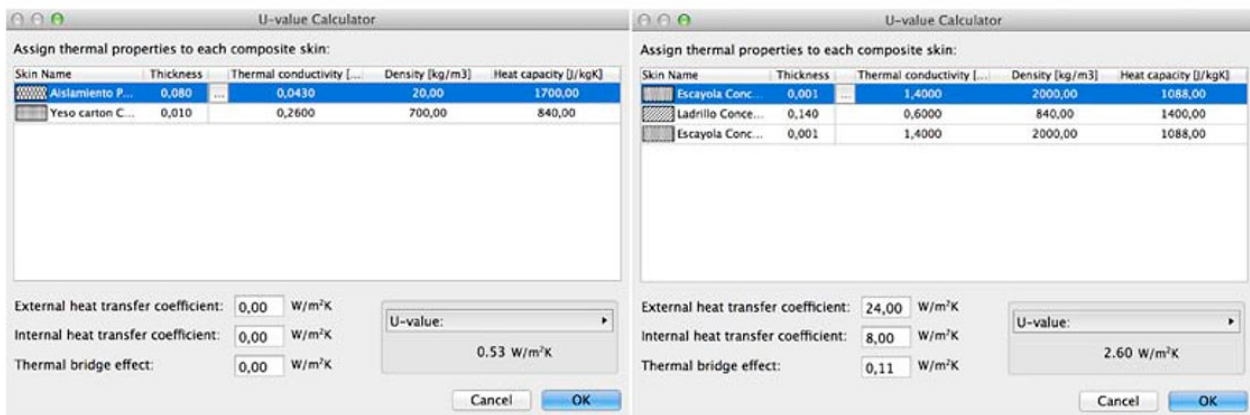 U-value Calculator
Assign thermal properties to each composite skin:
Skin Name Thickness Thermal conductivity [... Density [kg/m3] Heat capacity [J/kgK]
Aislamiento P... 0,080 ... 0,0430 20,00 1700,00
Yeso carton C... 0,010 0,2600 700,00 840,00
External heat transfer coefficient: 0,00 W/m²K
Internal heat transfer coefficient: 0,00 W/m²K
Thermal bridge effect: 0,00 W/m²K
U-value:
0.53 W/m²K
Cancel OK
U-value Calculator
Assign thermal properties to each composite skin:
Skin Name Thickness Thermal conductivity [... Density [kg/m3] Heat capacity [J/kgK]
Escayola Conc... 0,001 ... 1,4000 2000,00 1088,00
Ladrillo Conce... 0,140 0,6000 840,00 1400,00
Escayola Conc... 0,001 1,4000 2000,00 1088,00
External heat transfer coefficient: 24,00 W/m²K
Internal heat transfer coefficient: 8,00 W/m²K
Thermal bridge effect: 0,11 W/m²K
U-value:
2.60 W/m²K
Cancel OK